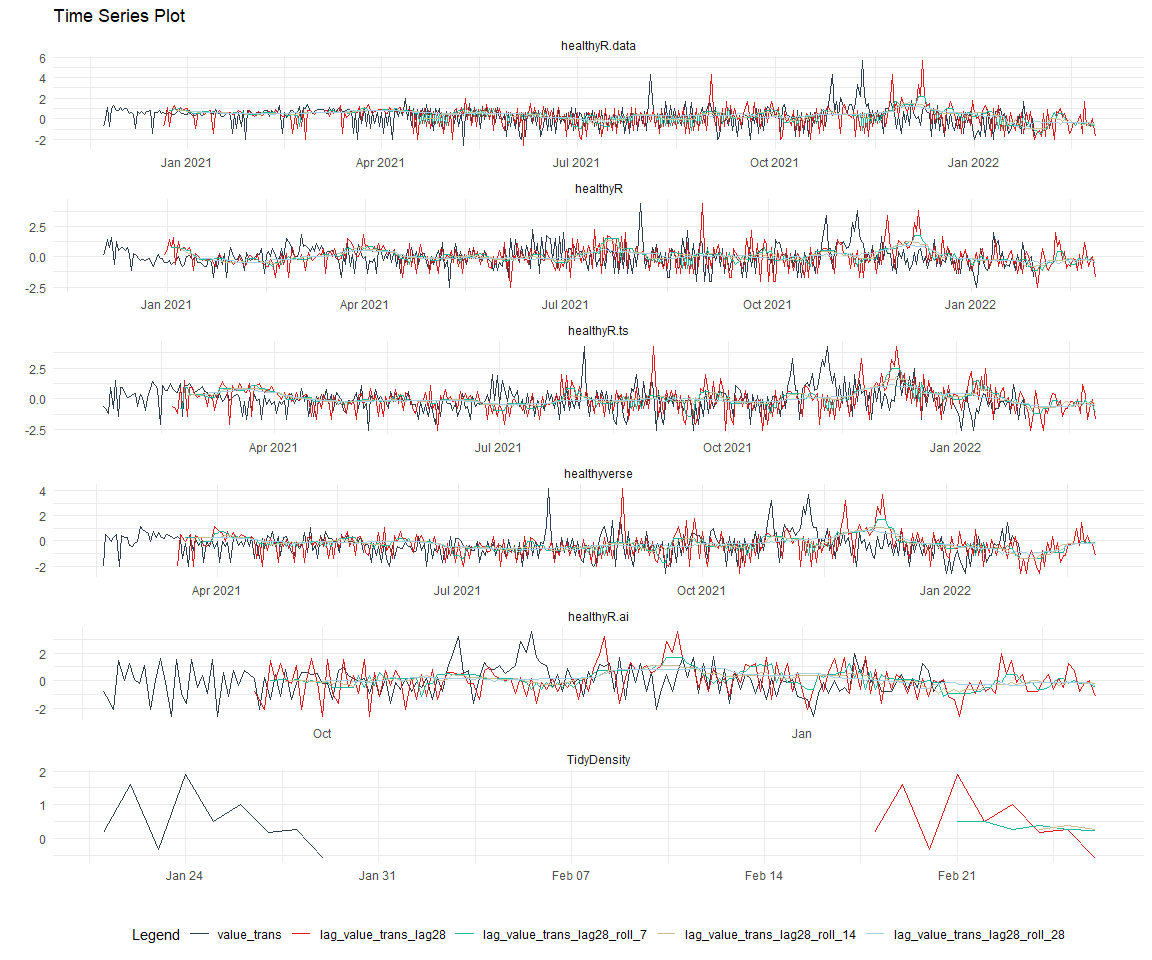 Time Series Plot
healthyR.data
6
4
2
0
-2
Jan 2021 Apr 2021 Jul 2021 Oct 2021 Jan 2022
healthyR
2.5
0.0
-2.5
Jan 2021 Apr 2021 Jul 2021 Oct 2021 Jan 2022
healthyR.ts
2.5
0.0
-2.5
Apr 2021 Jul 2021 Oct 2021 Jan 2022
healthyverse
4
2
0
-2
Apr 2021 Jul 2021 Oct 2021 Jan 2022
healthyR.ai
2
0
-2
Oct Jan
TidyDensity
2
1
0
Jan 24 Jan 31 Feb 07 Feb 14 Feb 21
Legend value_trans lag_value_trans_lag28 lag_value_trans_lag28_roll_7 lag_value_trans_lag28_roll_14 lag_value_trans_lag28_roll_28